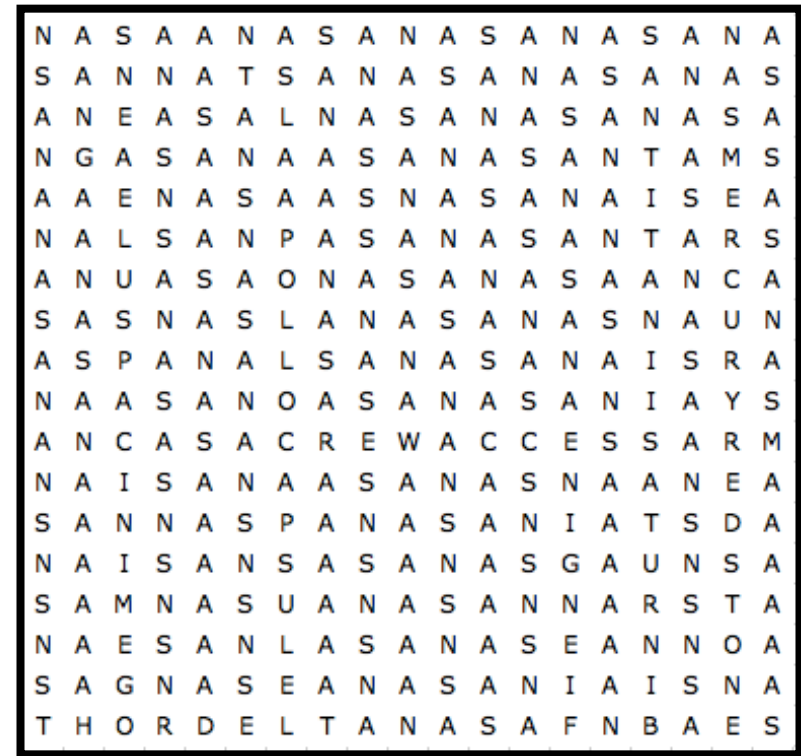 N A S A A N A S A N A S A N A S A N A
S A N N A T S A N A S A N A S A N A S
A N E A S A L N A S A N A S A N A S A
N G A S A N A A S A N A S A N T A M S
A A E N A S A A S N A S A N A I S E A
N A L S A N P A S A N A S A N T A R S
A N U A S A O N A S A N A S A A N C A
S A S N A S L A N A S A N A S N A U N
A S P A N A L S A N A S A N A I S R A
N A A S A N O A S A N A S A N I A Y S
A N C A S A C R E W A C C E S S A R M
N A I S A N A A S A N A S N A A N E A
S A N N A S P A N A S A N I A T S D A
N A I S A N S A S A N A S G A U N S A
S A M N A S U A N A S A N N A R S T A
N A E S A N L A S A N A S E A N N O A
S A G N A S E A N A S A N I A I S N A
T H O R D E L T A N A S A F N B A E S